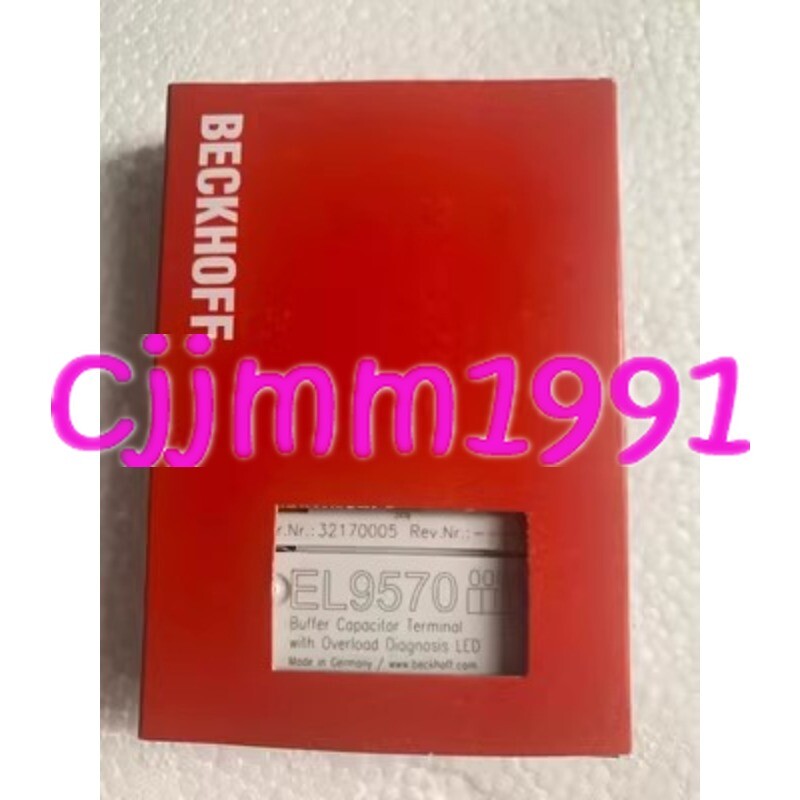 BECKHOFF
cjjmm1991
r.Nr.: 32170005 Rev.Nr.:--
EL9570
Buffer Capacitor Terminal
with Overload Diagnosis LED
Made in Germany / www.beckhoff.com